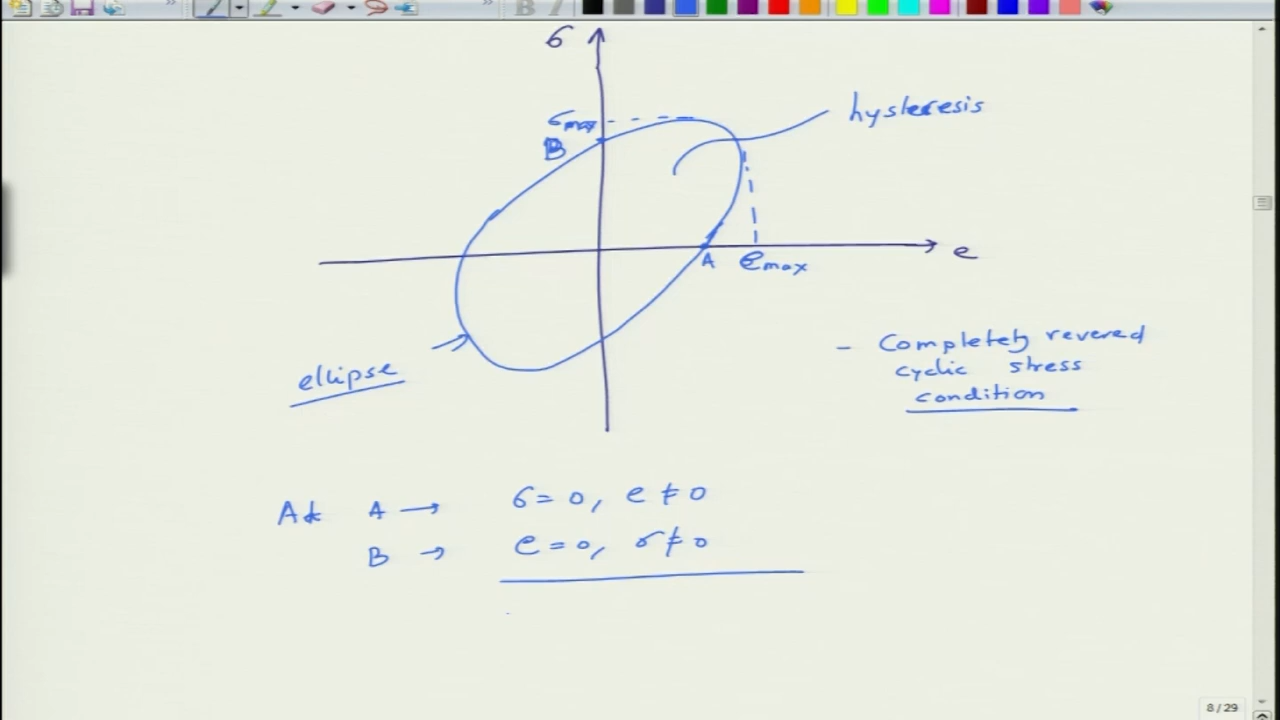 σ
σmax
hysteresis
B
A
emax
e
- Completely revered
cyclic stress
condition
ellipse
At A → σ=0, e≠0
B → e=0, σ≠0
8/29